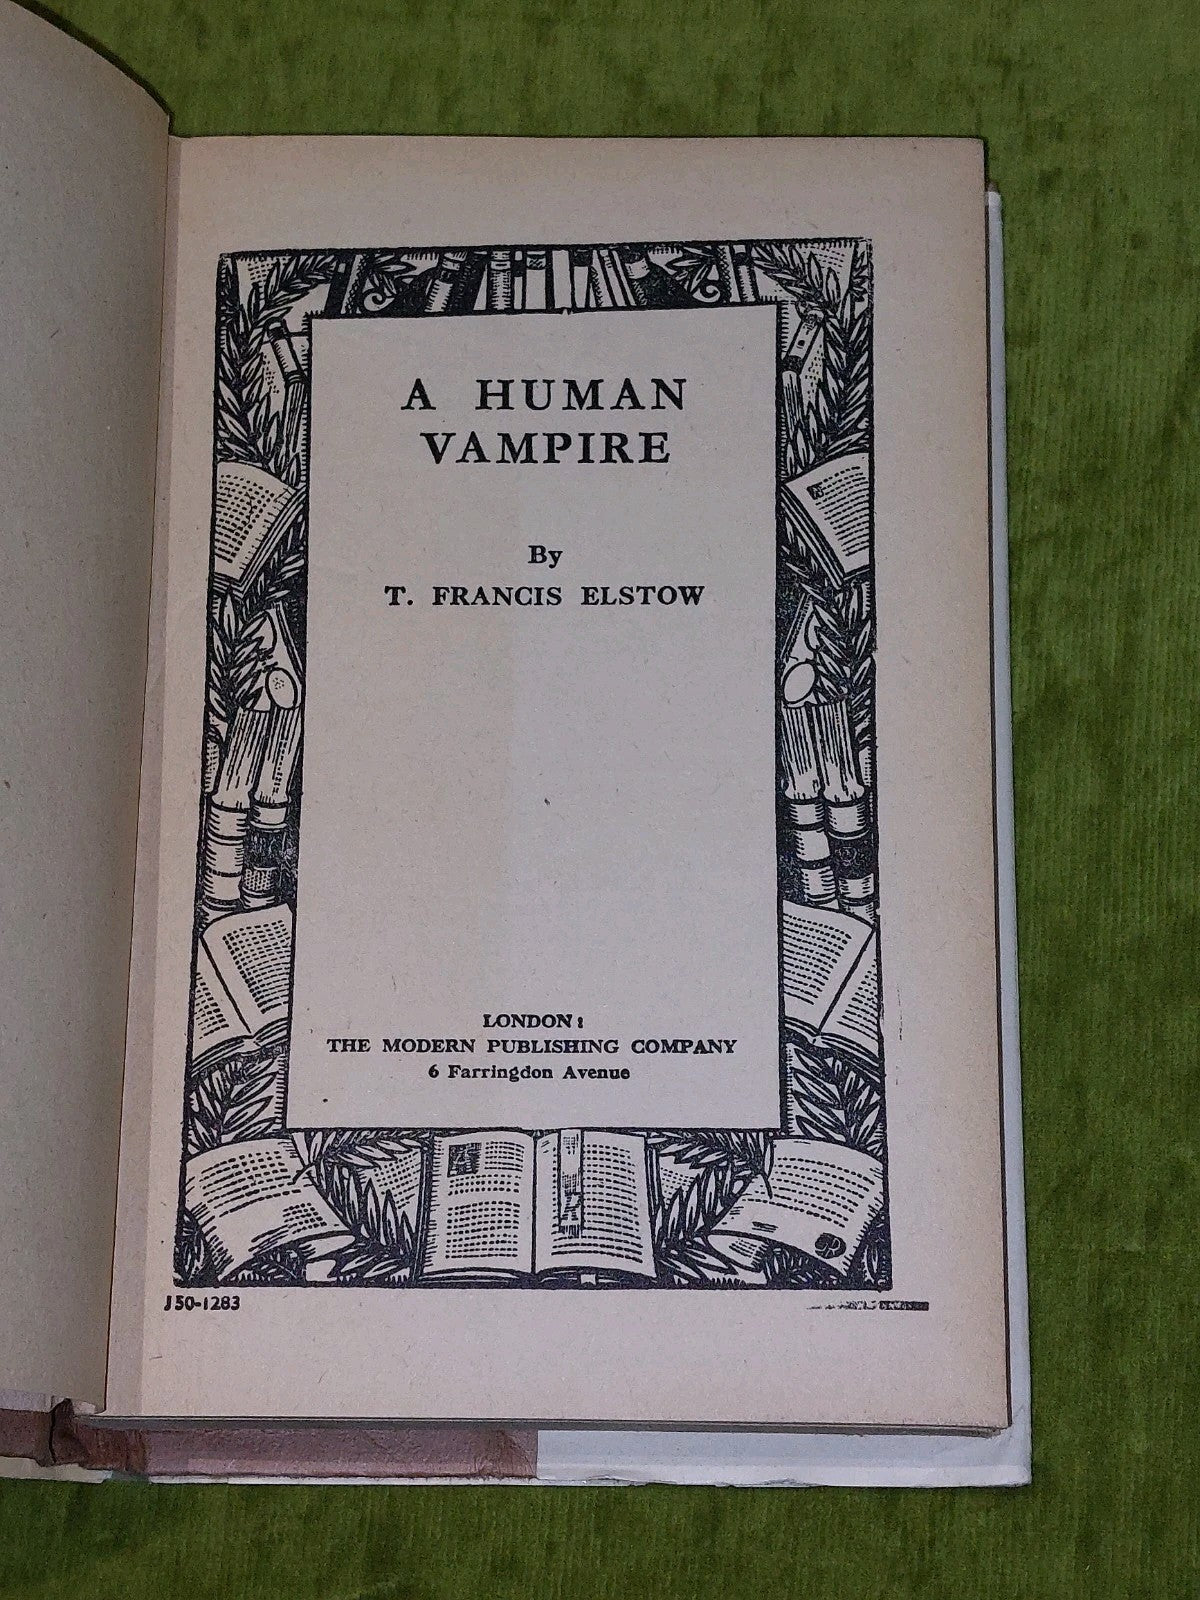 A HUMAN
VAMPIRE
By
T. FRANCIS ELSTOW
LONDON:
THE MODERN PUBLISHING COMPANY
6 Farringdon Avenue
J50-1283